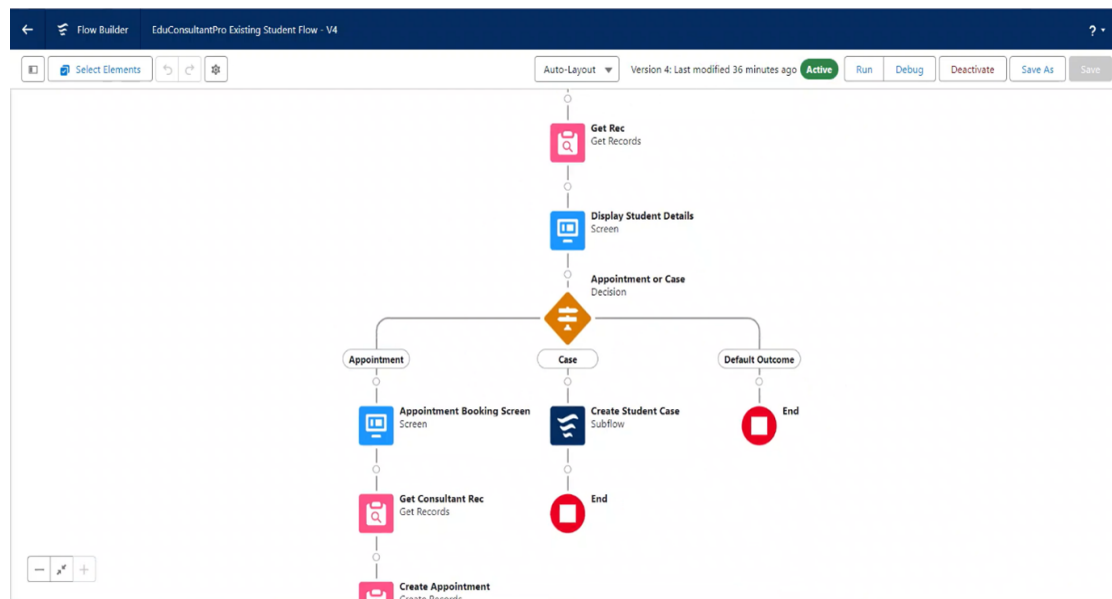 Flow Builder
EduConsultantPro Existing Student Flow - V4
?
Select Elements
Auto-Layout
Version 4: Last modified 36 minutes ago
Active
Run
Debug
Deactivate
Save As
Save
Get Rec
Get Records
Display Student Details
Screen
Appointment or Case
Decision
Appointment
Case
Default Outcome
Appointment Booking Screen
Screen
Create Student Case
Subflow
End
Get Consultant Rec
Get Records
End
Create Appointment
Create Records